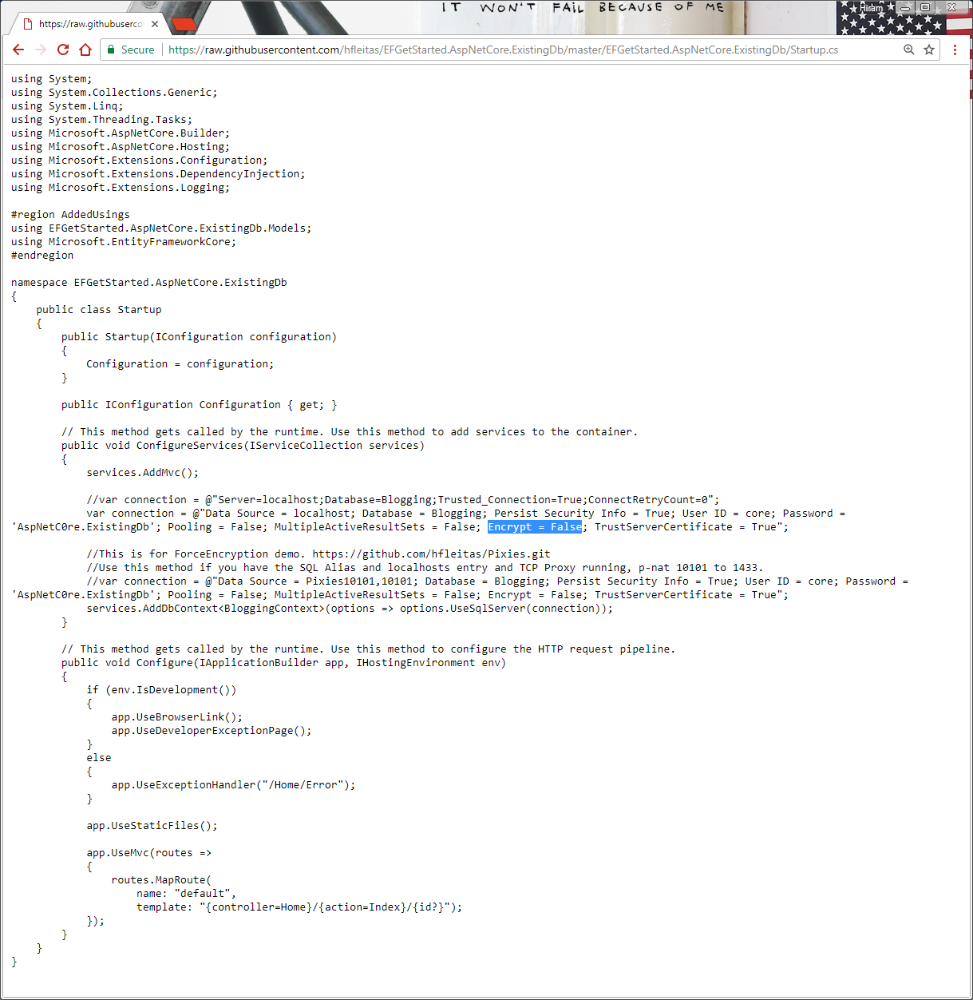 IT WON'T FAIL BECAUSE OF ME
Hiram
https://raw.githubuserco
Secure
https://raw.githubusercontent.com/hfleitas/EFGetStarted.AspNetCore.ExistingDb/master/EFGetStarted.AspNetCore.ExistingDb/Startup.cs
using System;
using System.Collections.Generic;
using System.Linq;
using System.Threading.Tasks;
using Microsoft.AspNetCore.Builder;
using Microsoft.AspNetCore.Hosting;
using Microsoft.Extensions.Configuration;
using Microsoft.Extensions.DependencyInjection;
using Microsoft.Extensions.Logging;
#region AddedUsings
using EFGetStarted.AspNetCore.ExistingDb.Models;
using Microsoft.EntityFrameworkCore;
#endregion
namespace EFGetStarted.AspNetCore.ExistingDb
{
public class Startup
{
public Startup(IConfiguration configuration)
{
Configuration = configuration;
}
public IConfiguration Configuration { get; }
// This method gets called by the runtime. Use this method to add services to the container.
public void ConfigureServices(IServiceCollection services)
{
services.AddMvc();
//var connection = @"Server=localhost;Database=Blogging;Trusted_Connection=True;ConnectRetryCount=0";
var connection = @"Data Source = localhost; Database = Blogging; Persist Security Info = True; User ID = core; Password =
'AspNetC0re.ExistingDb'; Pooling = False; MultipleActiveResultSets = False; Encrypt = False; TrustServerCertificate = True";
//This is for ForceEncryption demo. https://github.com/hfleitas/Pixies.git
//Use this method if you have the SQL Alias and localhosts entry and TCP Proxy running, p-nat 10101 to 1433.
//var connection = @"Data Source = Pixies10101,10101; Database = Blogging; Persist Security Info = True; User ID = core; Password =
'AspNetC0re.ExistingDb'; Pooling = False; MultipleActiveResultSets = False; Encrypt = False; TrustServerCertificate = True";
services.AddDbContext<BloggingContext>(options => options.UseSqlServer(connection));
}
// This method gets called by the runtime. Use this method to configure the HTTP request pipeline.
public void Configure(IApplicationBuilder app, IHostingEnvironment env)
{
if (env.IsDevelopment())
{
app.UseBrowserLink();
app.UseDeveloperExceptionPage();
}
else
{
app.UseExceptionHandler("/Home/Error");
}
app.UseStaticFiles();
app.UseMvc(routes =>
{
routes.MapRoute(
name: "default",
template: "{controller=Home}/{action=Index}/{id?}");
});
}
}
}